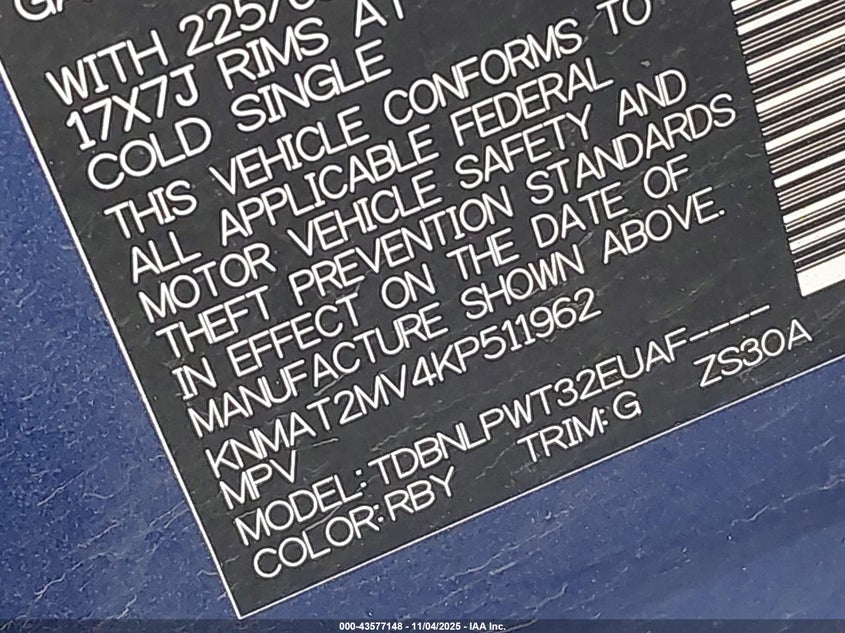 WITH 225/
17X7J RIMS AT
COLD SINGLE
THIS VEHICLE CONFORMS TO
ALL APPLICABLE FEDERAL
MOTOR VEHICLE SAFETY AND
THEFT PREVENTION STANDARDS
IN EFFECT ON THE DATE OF
MANUFACTURE SHOWN ABOVE.
KNMAT2MV4KP511962
MPV
MODEL: TDBNLPWT32EUAF----
COLOR: RBY TRIM: G ZS30A
000-43577148 - 11/04/2025 - IAA Inc.